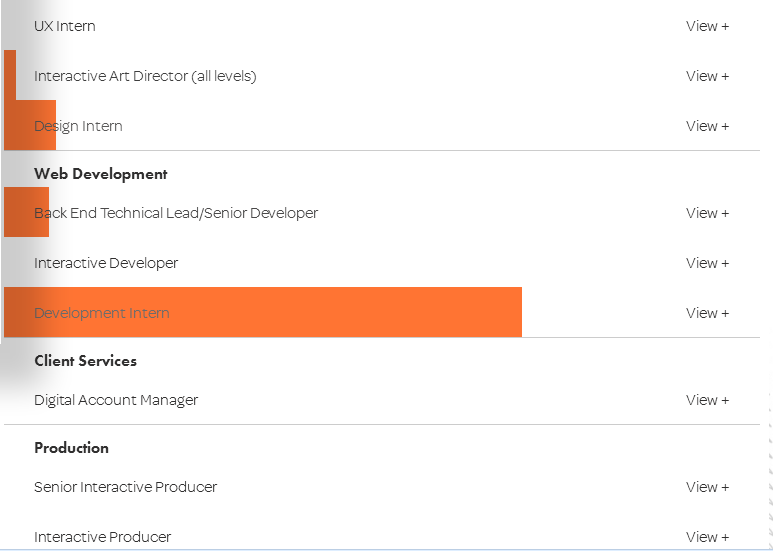 UX Intern View +
Interactive Art Director (all levels) View +
Design Intern View +
Web Development
Back End Technical Lead/Senior Developer View +
Interactive Developer View +
Development Intern View +
Client Services
Digital Account Manager View +
Production
Senior Interactive Producer View +
Interactive Producer View +